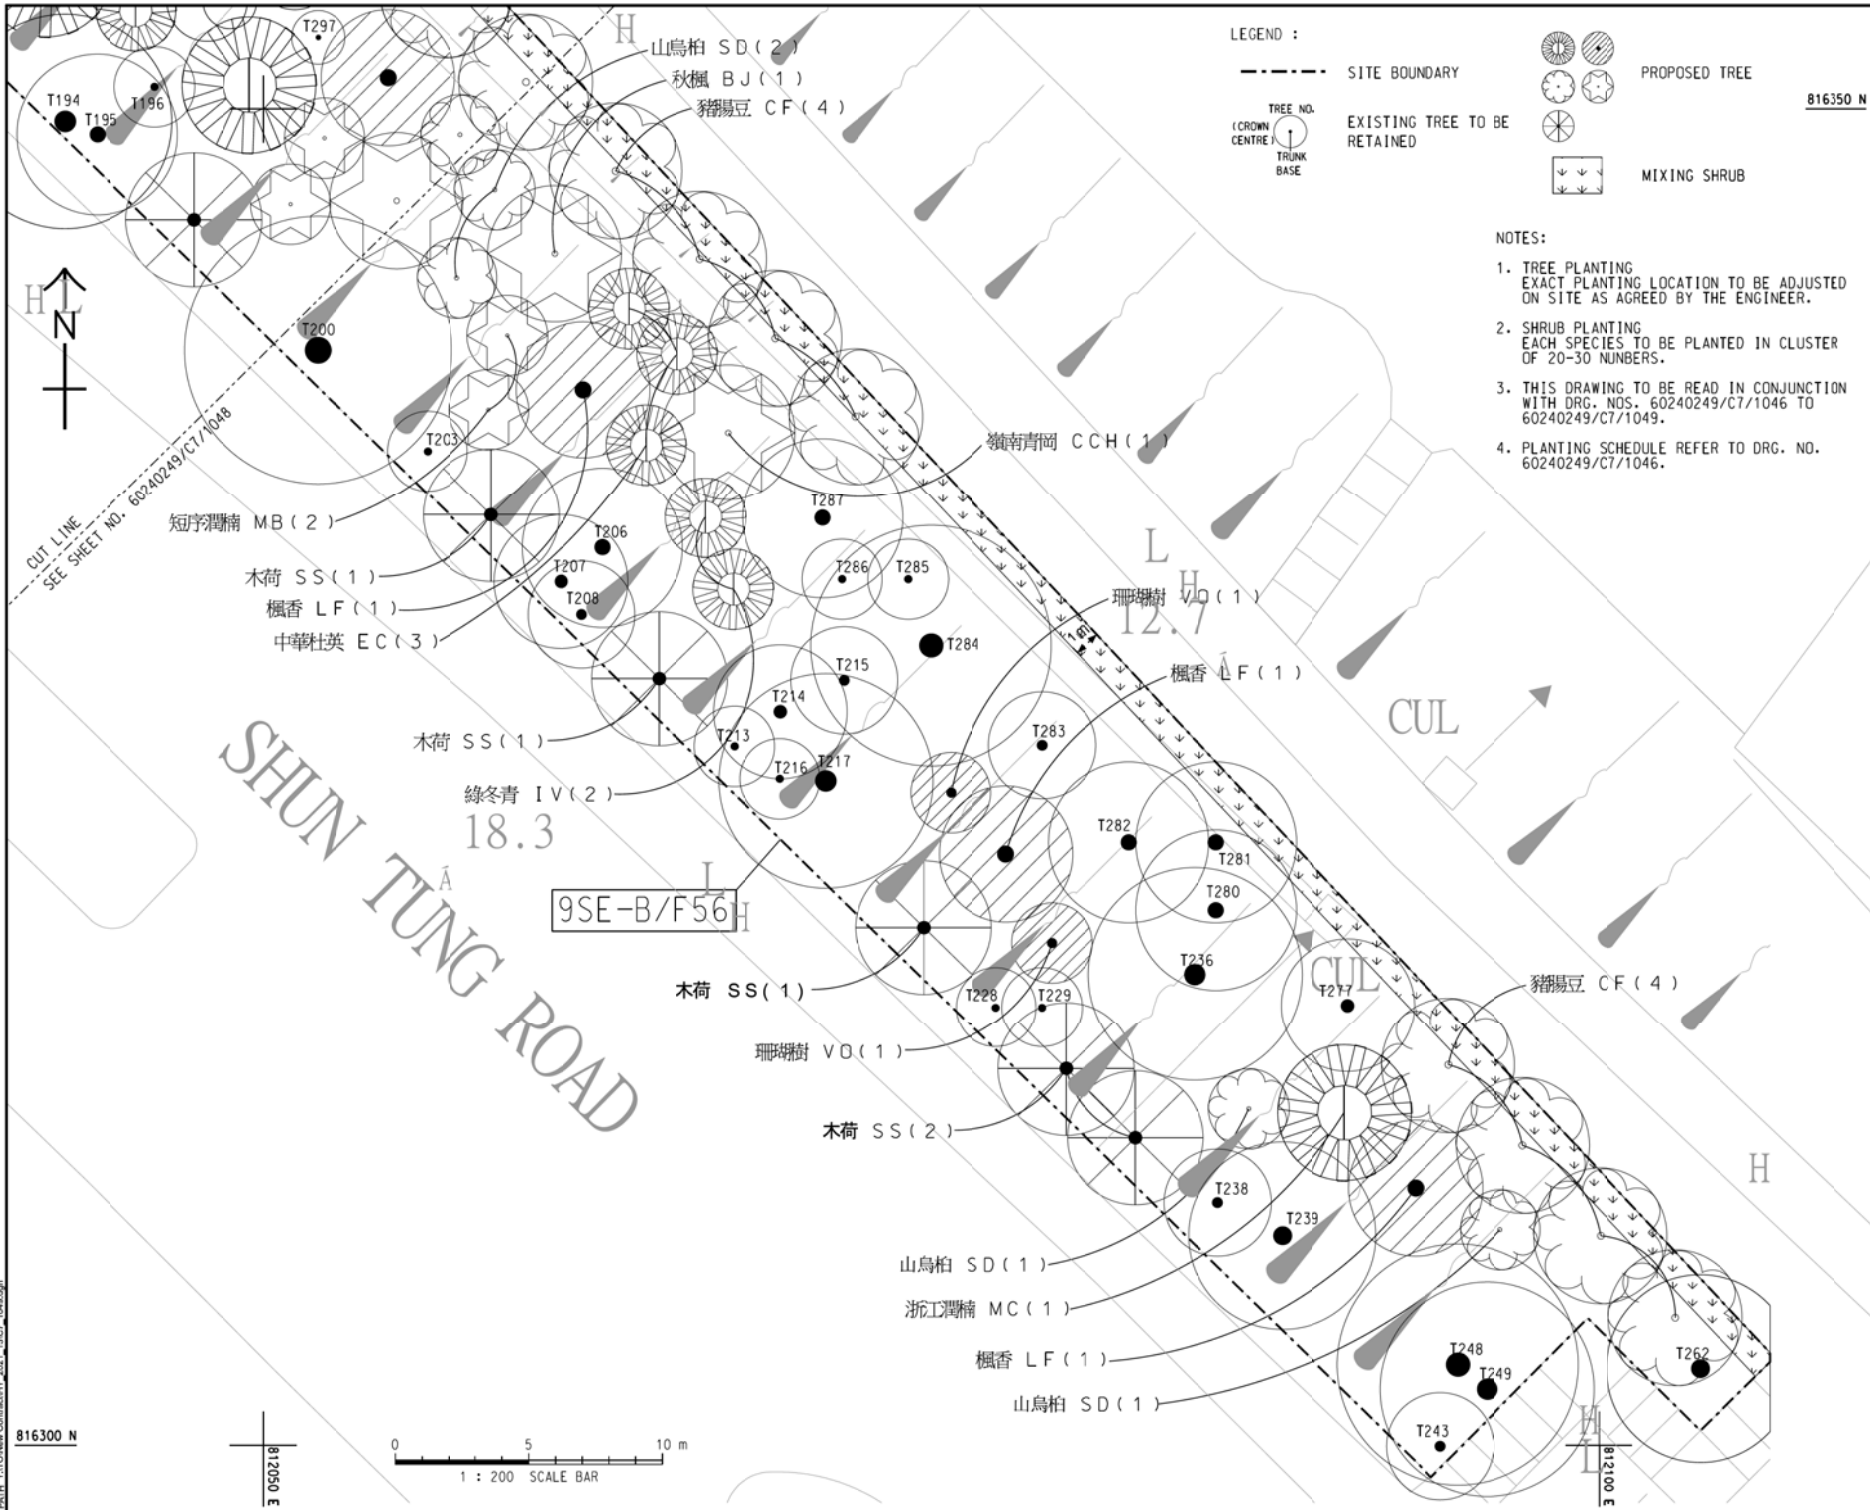 LEGEND :
SITE BOUNDARY
TREE NO.
(CROWN
CENTRE)
TRUNK
BASE
EXISTING TREE TO BE
RETAINED
PROPOSED TREE
MIXING SHRUB
816350 N
NOTES:
1. TREE PLANTING
EXACT PLANTING LOCATION TO BE ADJUSTED
ON SITE AS AGREED BY THE ENGINEER.
2. SHRUB PLANTING
EACH SPECIES TO BE PLANTED IN CLUSTER
OF 20-30 NUNBERS.
3. THIS DRAWING TO BE READ IN CONJUNCTION
WITH DRG. NOS. 60240249/C7/1046 TO
60240249/C7/1049.
4. PLANTING SCHEDULE REFER TO DRG. NO.
60240249/C7/1046.
T297
H
山烏桕 SD(2)
秋楓 BJ(1)
豬腸豆 CF(4)
T194
T195
T196
H L
N
T200
T203
CUT LINE
SEE SHEET NO. 60240249/C7/1048
嶺南青岡 CCH(1)
短序潤楠 MB(2)
木荷 SS(1)
楓香 LF(1)
中華杜英 EC(3)
T206
T207
T208
T287
T286
T285
T284
L
H
12.7
珊瑚樹 VO(1)
楓香 LF(1)
T215
T214
T213
T216
T217
T283
木荷 SS(1)
綠冬青 IV(2)
18.3
SHUN TUNG ROAD
9SE-B/F56
L
H
CUL
T282
T281
T280
T236
CUL
T277
豬腸豆 CF(4)
木荷 SS(1)
T228
T229
珊瑚樹 VO(1)
木荷 SS(2)
H
T238
T239
山烏桕 SD(1)
浙江潤楠 MC(1)
楓香 LF(1)
山烏桕 SD(1)
T248
T249
T262
T243
H
L
816300 N
812050 E
0 5 10 m
1 : 200 SCALE BAR
812100 E